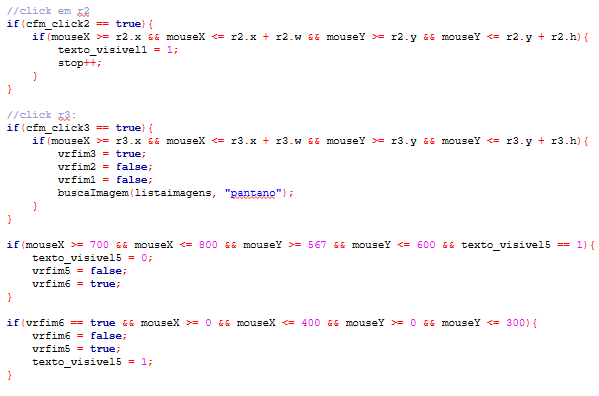 //click em r2
if(cfm_click2 == true){
if(mouseX >= r2.x && mouseX <= r2.x + r2.w && mouseY >= r2.y && mouseY <= r2.y + r2.h){
texto_visivel1 = 1;
stop++;
}
}
//click r3:
if(cfm_click3 == true){
if(mouseX >= r3.x && mouseX <= r3.x + r3.w && mouseY >= r3.y && mouseY <= r3.y + r3.h){
vrfim3 = true;
vrfim2 = false;
vrfim1 = false;
buscaImagem(listaimagens, "pantano");
}
}
if(mouseX >= 700 && mouseX <= 800 && mouseY >= 567 && mouseY <= 600 && texto_visivel5 == 1){
texto_visivel5 = 0;
vrfim5 = false;
vrfim6 = true;
}
if(vrfim6 == true && mouseX >= 0 && mouseX <= 400 && mouseY >= 0 && mouseY <= 300){
vrfim6 = false;
vrfim5 = true;
texto_visivel5 = 1;
}